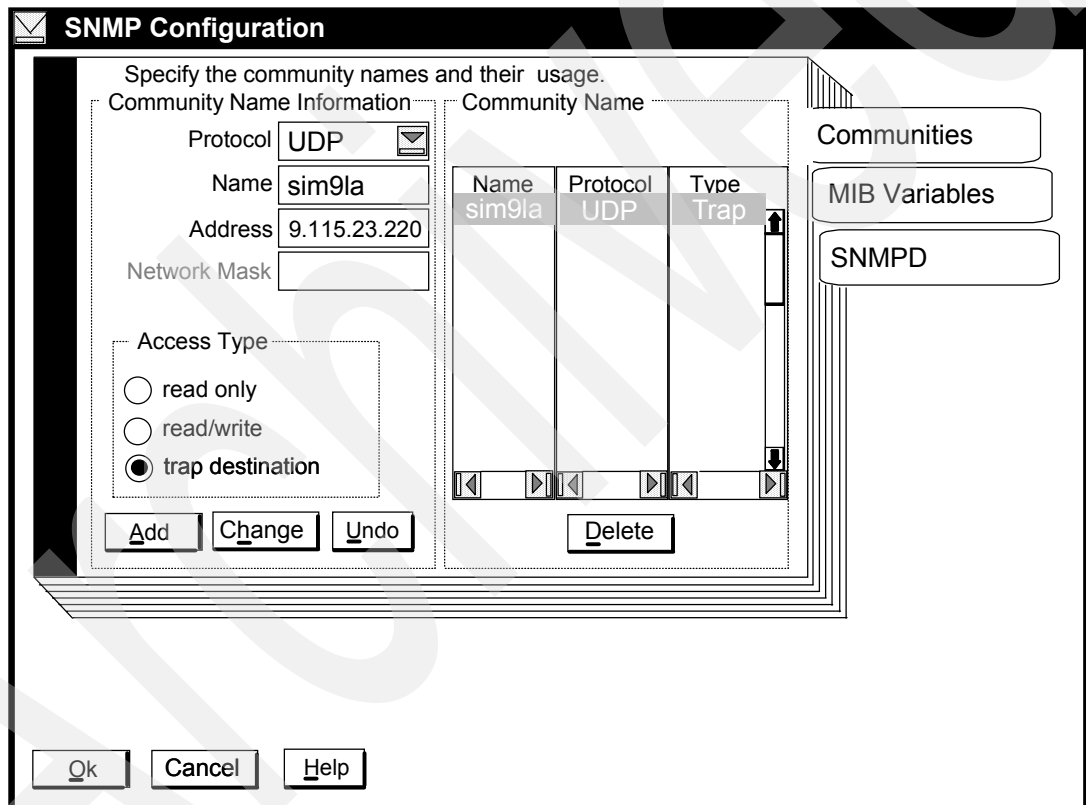 SNMP Configuration
Specify the community names and their usage.
Community Name Information
Protocol UDP
Name sim9la
Address 9.115.23.220
Network Mask
Access Type
read only
read/write
trap destination
Add Change Undo
Community Name
Name Protocol Type
sim9la UDP Trap
Delete
Communities
MIB Variables
SNMPD
Ok Cancel Help